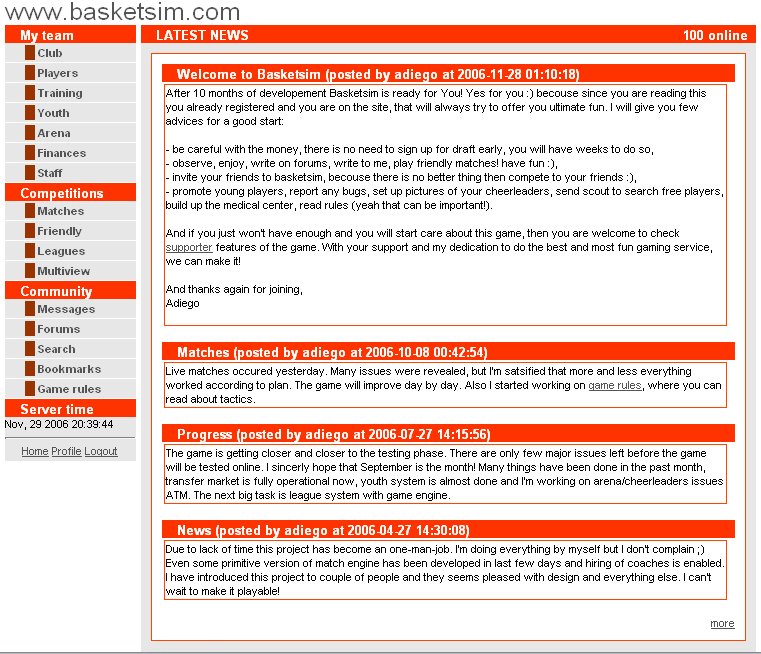 www.basketsim.com
My team
Club
Players
Training
Youth
Arena
Finances
Staff
Competitions
Matches
Friendly
Leagues
Multiview
Community
Messages
Forums
Search
Bookmarks
Game rules
Server time
Nov, 29 2006 20:39:44
Home Profile Logout
LATEST NEWS 100 online
Welcome to Basketsim (posted by adiego at 2006-11-28 01:10:18)
After 10 months of developement Basketsim is ready for You! Yes for you :) becouse since you are reading this
you already registered and you are on the site, that will always try to offer you ultimate fun. I will give you few
advices for a good start:
- be careful with the money, there is no need to sign up for draft early, you will have weeks to do so,
- observe, enjoy, write on forums, write to me, play friendly matches! have fun :),
- invite your friends to basketsim, becouse there is no better thing then compete to your friends :),
- promote young players, report any bugs, set up pictures of your cheerleaders, send scout to search free players,
build up the medical center, read rules (yeah that can be important!).
And if you just won't have enough and you will start care about this game, then you are welcome to check
supporter features of the game. With your support and my dedication to do the best and most fun gaming service,
we can make it!
And thanks again for joining,
Adiego
Matches (posted by adiego at 2006-10-08 00:42:54)
Live matches occured yesterday. Many issues were revealed, but I'm satsified that more and less everything
worked according to plan. The game will improve day by day. Also I started working on game rules, where you can
read about tactics.
Progress (posted by adiego at 2006-07-27 14:15:56)
The game is getting closer and closer to the testing phase. There are only few major issues left before the game
will be tested online. I sincerly hope that September is the month! Many things have been done in the past month,
transfer market is fully operational now, youth system is almost done and I'm working on arena/cheerleaders issues
ATM. The next big task is league system with game engine.
News (posted by adiego at 2006-04-27 14:30:08)
Due to lack of time this project has become an one-man-job. I'm doing everything by myself but I don't complain ;)
Even some primitive version of match engine has been developed in last few days and hiring of coaches is enabled.
I have introduced this project to couple of people and they seems pleased with design and everything else. I can't
wait to make it playable!
more